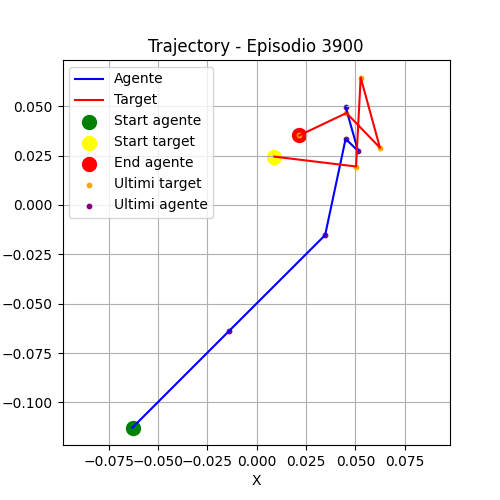 Trajectory - Episodio 3900
Agente
Target
Start agente
Start target
End agente
Ultimi target
Ultimi agente
0.050
0.025
0.000
−0.025
−0.050
−0.075
−0.100
−0.075 −0.050 −0.025 0.000 0.025 0.050 0.075
X